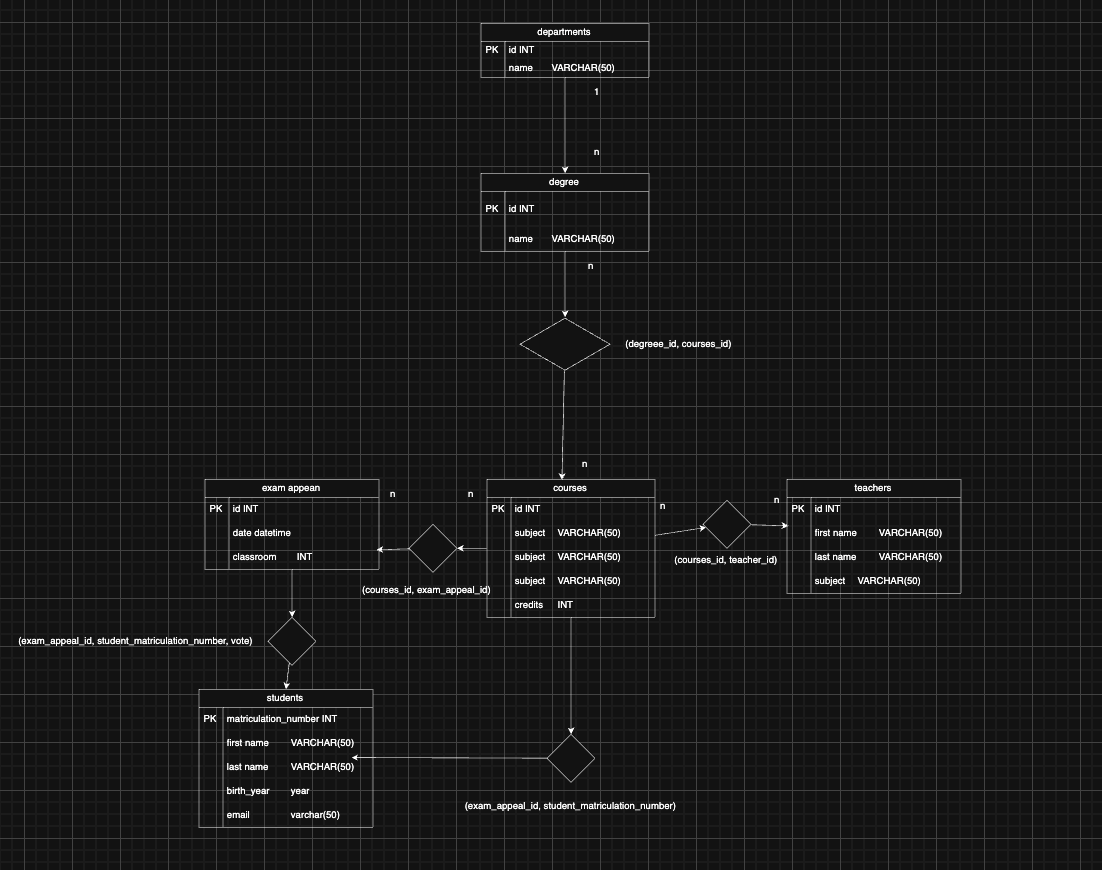 departments
PK id INT
name VARCHAR(50)
1
n
degree
PK id INT
name VARCHAR(50)
n
(degreee_id, courses_id)
n
exam appean
PK id INT
date datetime
classroom INT
n
n
(courses_id, exam_appeal_id)
courses
PK id INT
subject VARCHAR(50)
subject VARCHAR(50)
subject VARCHAR(50)
credits INT
n
n
(courses_id, teacher_id)
teachers
PK id INT
first name VARCHAR(50)
last name VARCHAR(50)
subject VARCHAR(50)
(exam_appeal_id, student_matriculation_number, vote)
students
PK matriculation_number INT
first name VARCHAR(50)
last name VARCHAR(50)
birth_year year
email varchar(50)
(exam_appeal_id, student_matriculation_number)